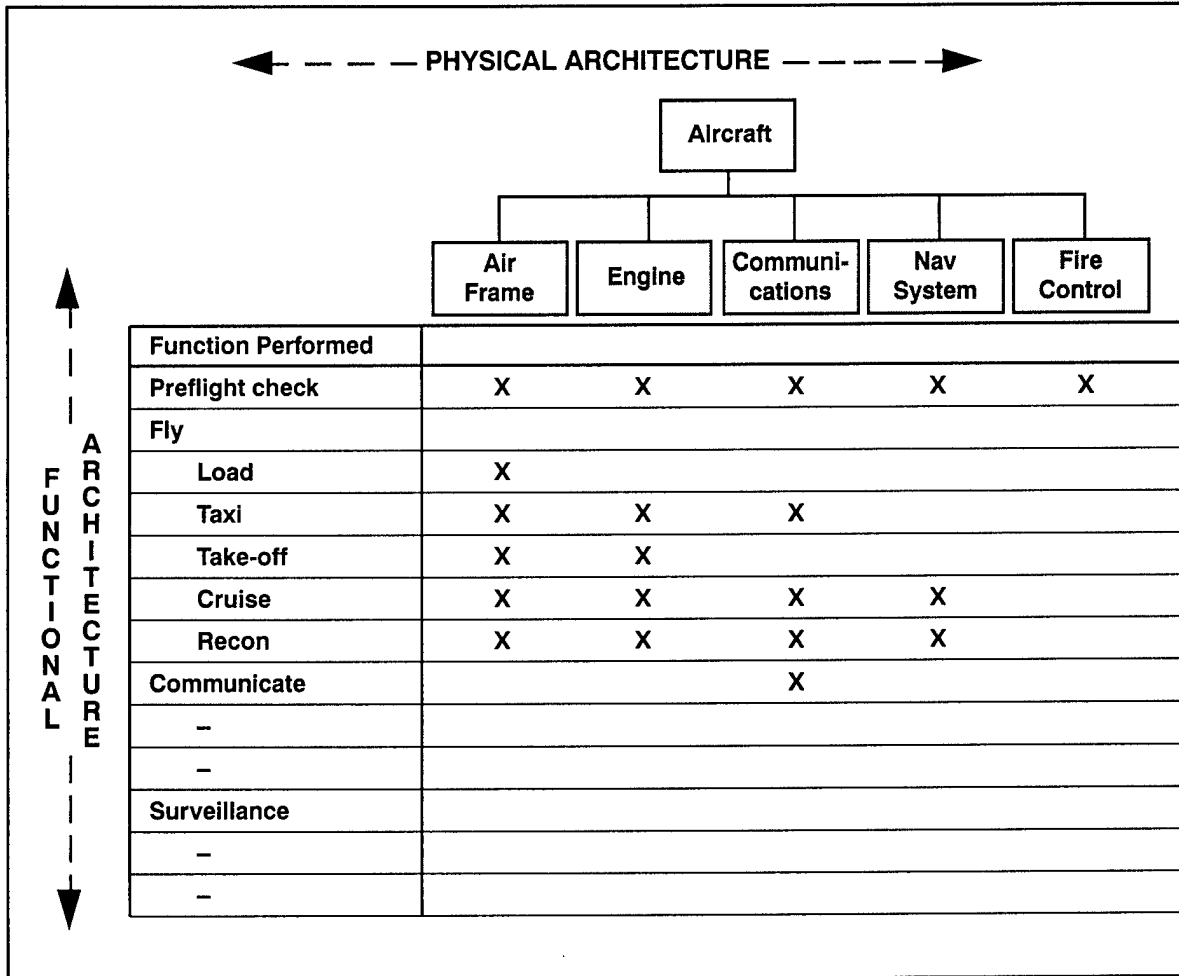 PHYSICAL ARCHITECTURE
Aircraft
Air
Frame
Engine
Communi-
cations
Nav
System
Fire
Control
FUNCTIONAL
ARCHITECTURE
Function Performed
Preflight check X X X X X
Fly
Load X
Taxi X X X
Take-off X X
Cruise X X X X
Recon X X X X
Communicate X
–
–
Surveillance
–
–